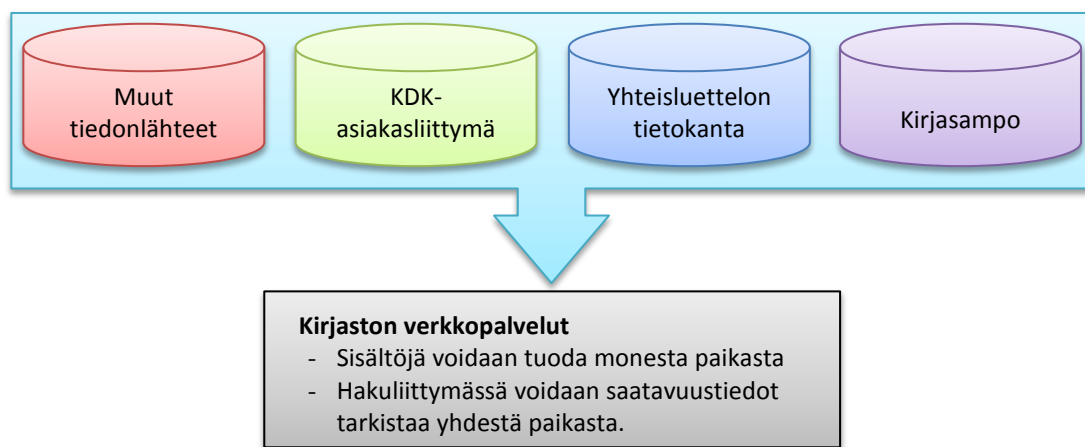 Muut
tiedonlähteet
KDK-
asiakasliittymä
Yhteisluettelon
tietokanta
Kirjasampo
Kirjaston verkkopalvelut
- Sisältöjä voidaan tuoda monesta paikasta
- Hakuliittymässä voidaan saatavuustiedot
tarkistaa yhdestä paikasta.